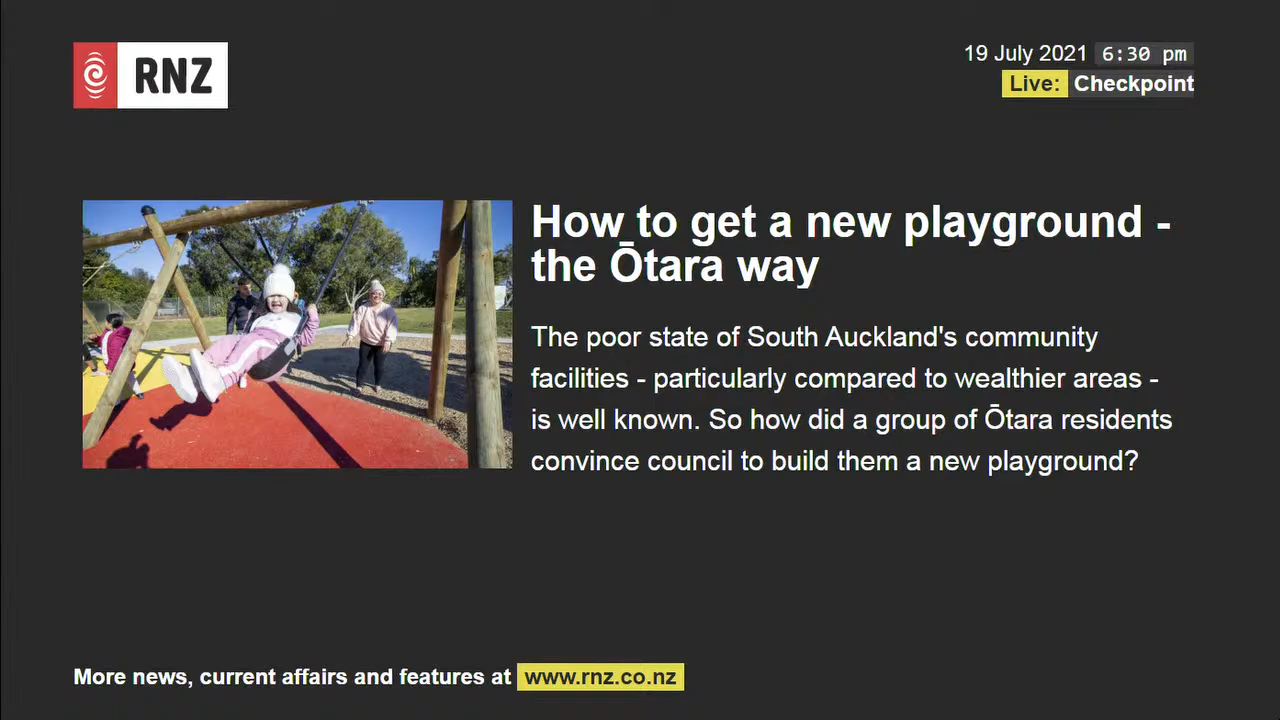 RNZ
19 July 2021 6:30 pm
Live: Checkpoint
How to get a new playground -
the Ōtara way
The poor state of South Auckland's community
facilities - particularly compared to wealthier areas -
is well known. So how did a group of Ōtara residents
convince council to build them a new playground?
More news, current affairs and features at www.rnz.co.nz